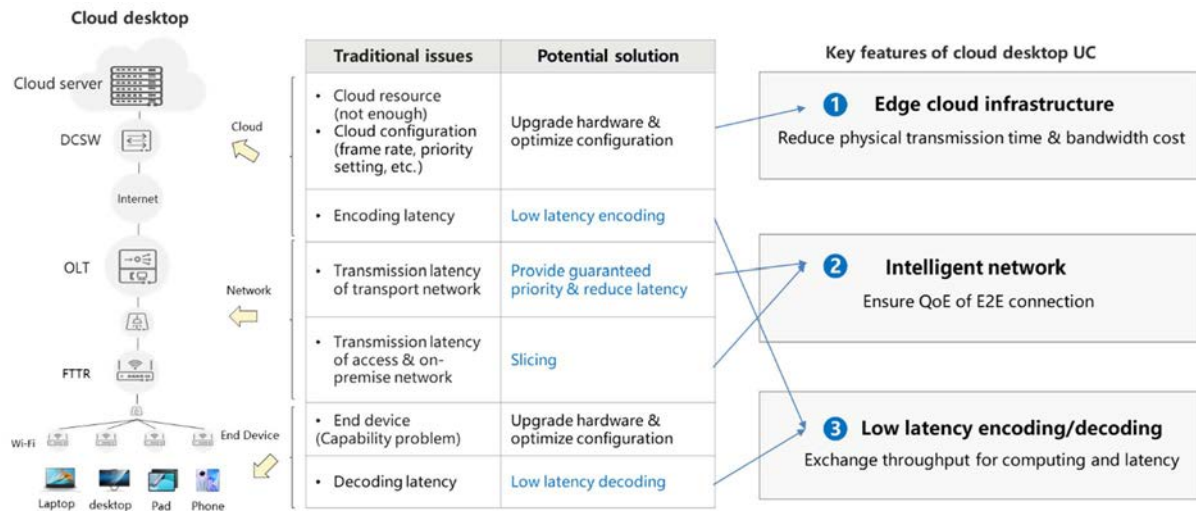 Cloud desktop
Cloud server
DCSW
Internet
OLT
FTTR
Wi-Fi
Laptop
desktop
Pad
Phone
Cloud
Network
End Device
Traditional issues
Potential solution
• Cloud resource
(not enough)
• Cloud configuration
(frame rate, priority
setting, etc.)
Upgrade hardware &
optimize configuration
• Encoding latency
Low latency encoding
• Transmission latency
of transport network
Provide guaranteed
priority & reduce latency
• Transmission latency
of access & on-
premise network
Slicing
• End device
(Capability problem)
Upgrade hardware &
optimize configuration
• Decoding latency
Low latency decoding
Key features of cloud desktop UC
1 Edge cloud infrastructure
Reduce physical transmission time & bandwidth cost
2 Intelligent network
Ensure QoE of E2E connection
3 Low latency encoding/decoding
Exchange throughput for computing and latency